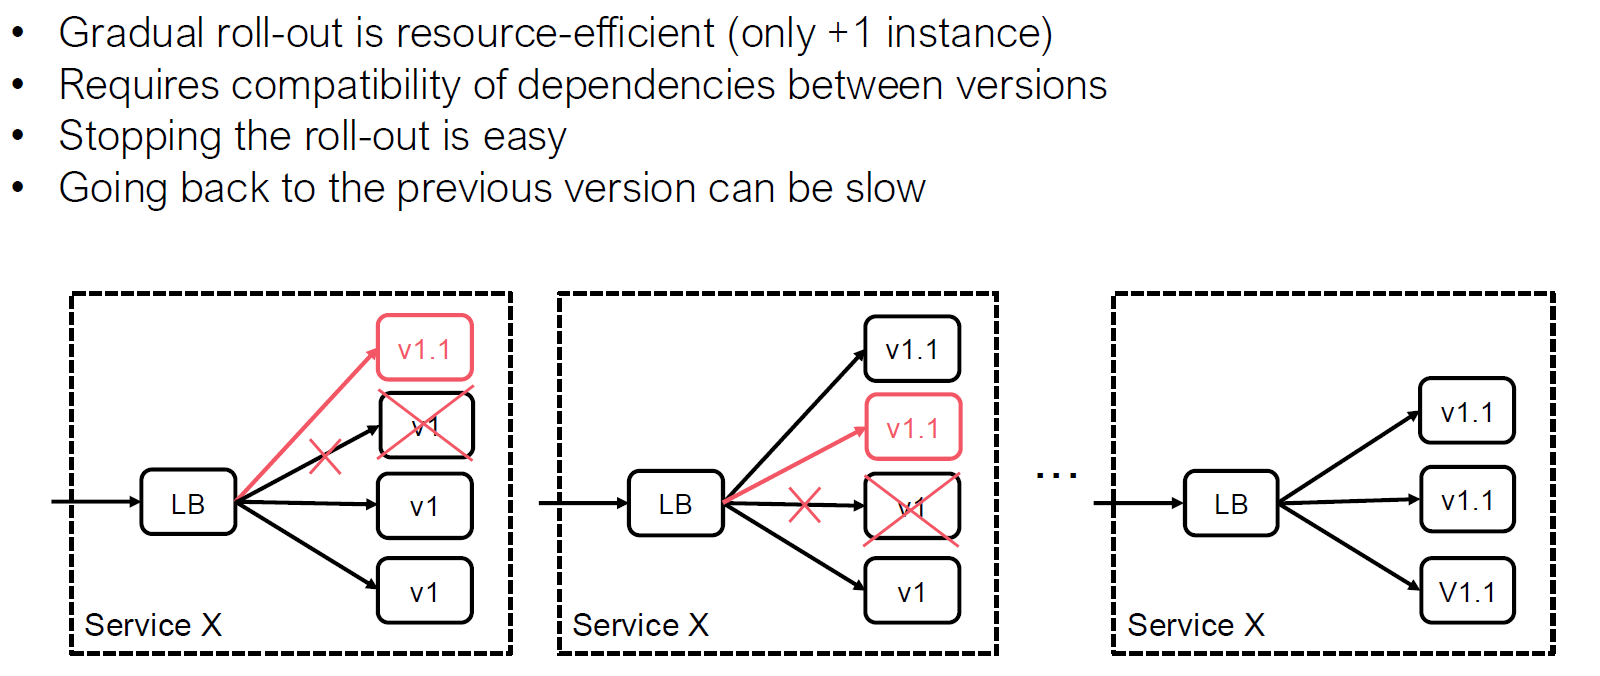 • Gradual roll-out is resource-efficient (only +1 instance)
• Requires compatibility of dependencies between versions
• Stopping the roll-out is easy
• Going back to the previous version can be slow
v1.1
v1
LB
v1
v1
Service X
v1.1
v1.1
LB
v1
v1
Service X
...
v1.1
LB
v1.1
V1.1
Service X